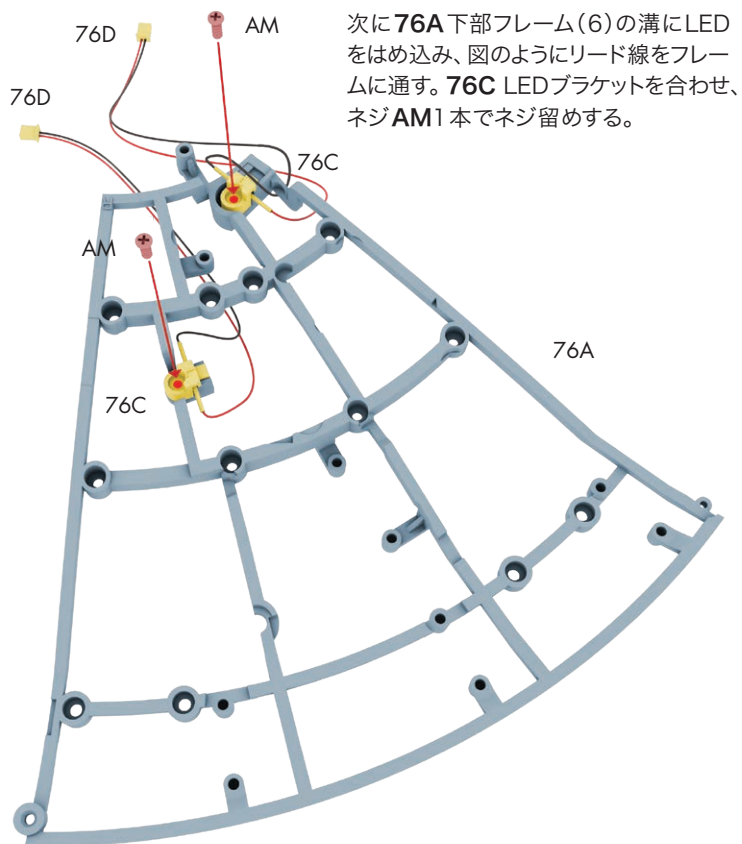 次に76A下部フレーム(6)の溝にLED
をはめ込み、図のようにリード線をフレー
ムに通す。76C LEDブラケットを合わせ、
ネジAM1本でネジ留めする。
76D
AM
76D
76C
AM
76A
76C